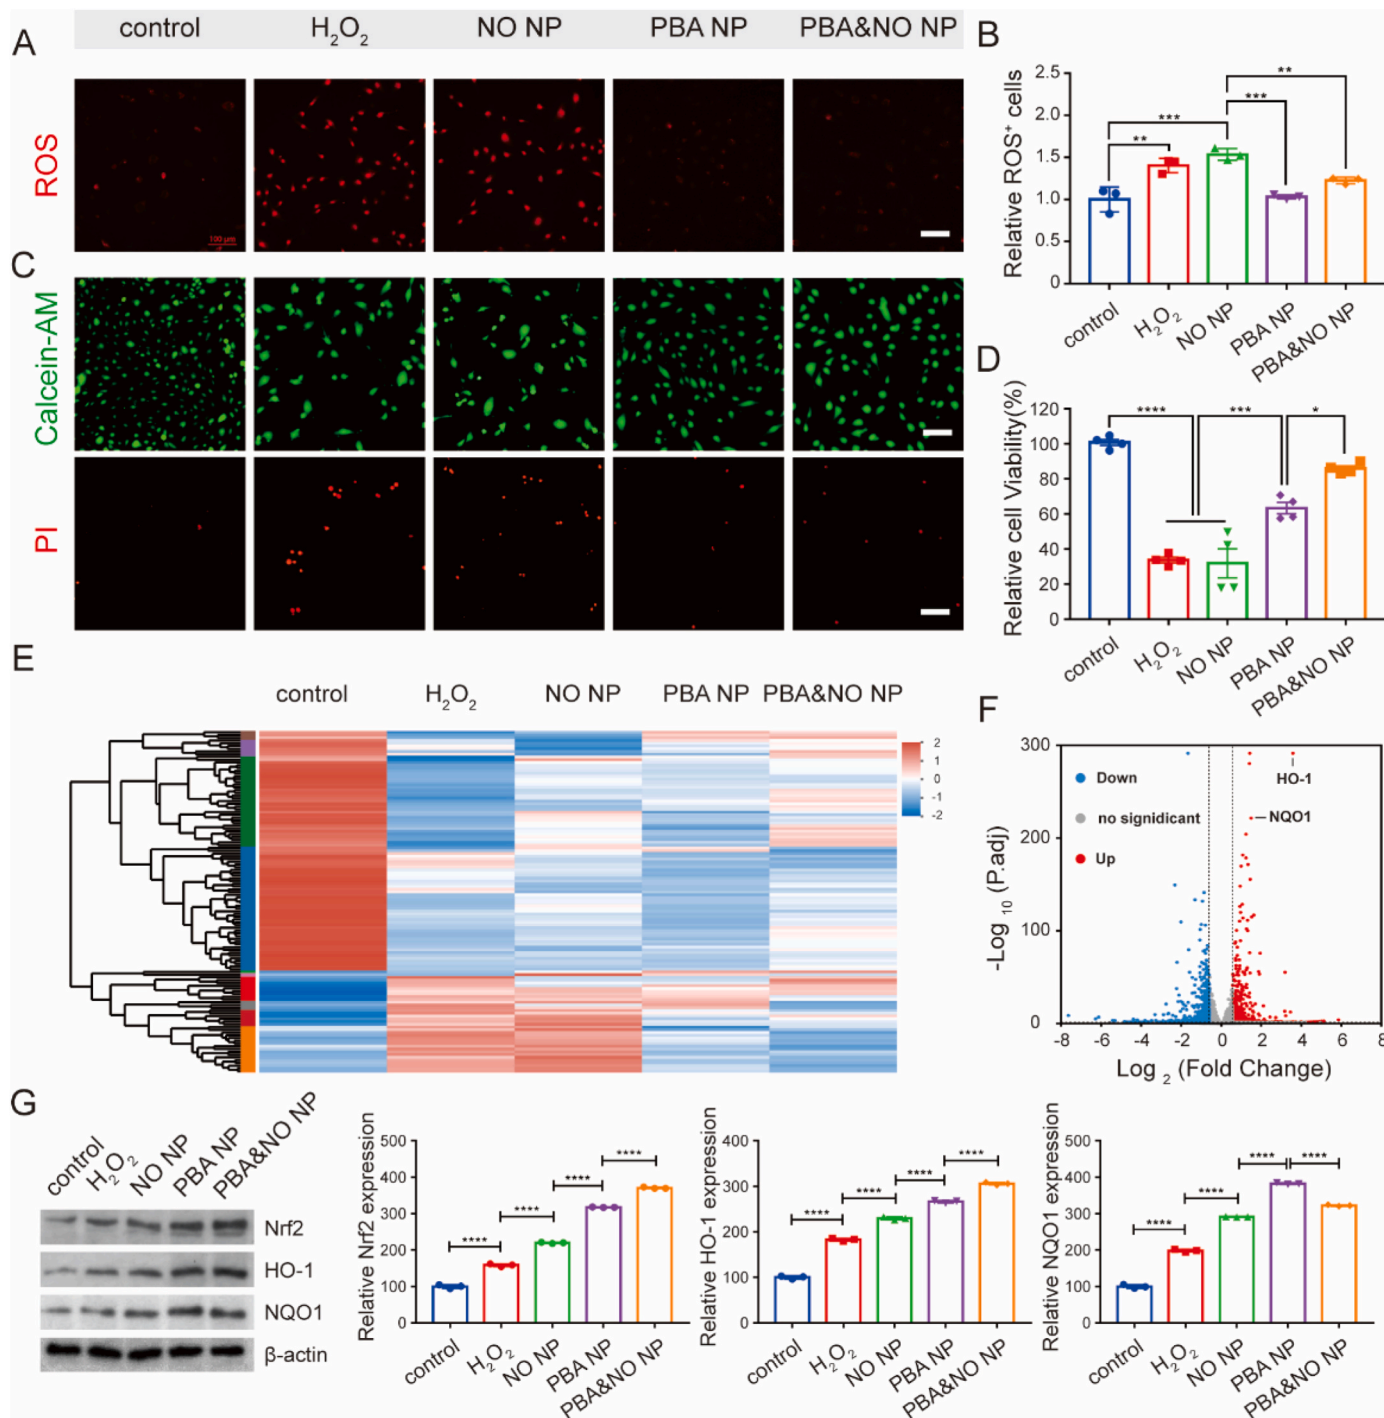 A
control
H₂O₂
NO NP
PBA NP
PBA&NO NP
ROS
100 μm
B
Relative ROS⁺ cells
2.5
2.0
1.5
1.0
0.5
0
**
***
***
**
control
H₂O₂
NO NP
PBA NP
PBA&NO NP
C
Calcein-AM
PI
D
Relative cell Viability(%)
120
100
80
60
40
20
0
****
***
*
control
H₂O₂
NO NP
PBA NP
PBA&NO NP
E
control
H₂O₂
NO NP
PBA NP
PBA&NO NP
2
1
0
-1
-2
F
-Log ₁₀ (P.adj)
300
200
100
0
Down
no signidicant
Up
HO-1
NQO1
-8 -6 -4 -2 0 2 4 6 8
Log ₂ (Fold Change)
G
control
H₂O₂
NO NP
PBA NP
PBA&NO NP
Nrf2
HO-1
NQO1
β-actin
Relative Nrf2 expression
500
400
300
200
100
0
****
****
****
****
control
H₂O₂
NO NP
PBA NP
PBA&NO NP
Relative HO-1 expression
400
300
200
100
0
****
****
****
****
control
H₂O₂
NO NP
PBA NP
PBA&NO NP
Relative NQO1 expression
500
400
300
200
100
0
****
****
****
****
control
H₂O₂
NO NP
PBA NP
PBA&NO NP